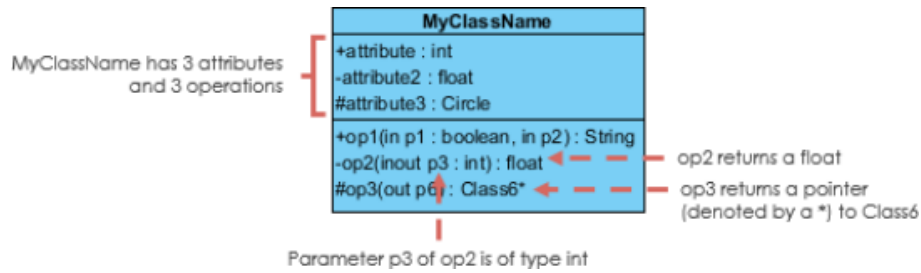 MyClassName
+attribute : int
-attribute2 : float
#attribute3 : Circle
+op1(in p1 : boolean, in p2) : String
-op2(inout p3 : int) : float
#op3(out p6) : Class6*
MyClassName has 3 attributes
and 3 operations
op2 returns a float
op3 returns a pointer
(denoted by a *) to Class6
Parameter p3 of op2 is of type int